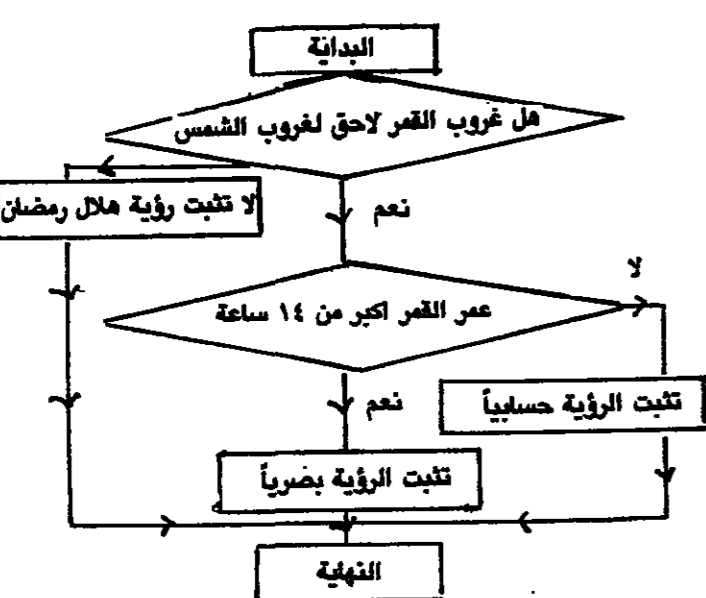 البداية
هل غروب القمر لاحق لغروب الشمس
لا تثبت رؤية هلال رمضان
نعم
لا
عمر القمر اكبر من ١٤ ساعة
تثبت الرؤية حسابياً
نعم
تثبت الرؤية بصرياً
النهاية